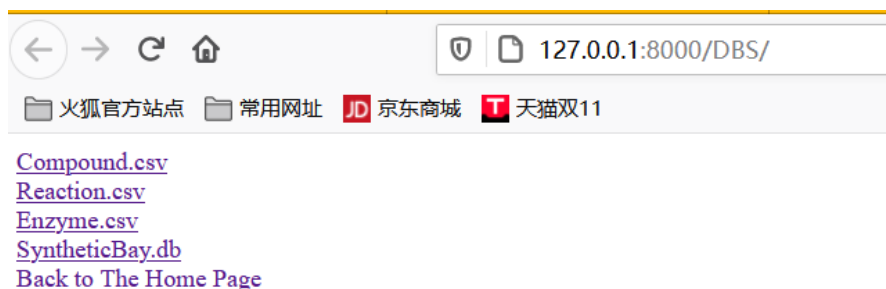 127.0.0.1:8000/DBS/
火狐官方站点 常用网址 JD 京东商城 T 天猫双11
Compound.csv
Reaction.csv
Enzyme.csv
SyntheticBay.db
Back to The Home Page